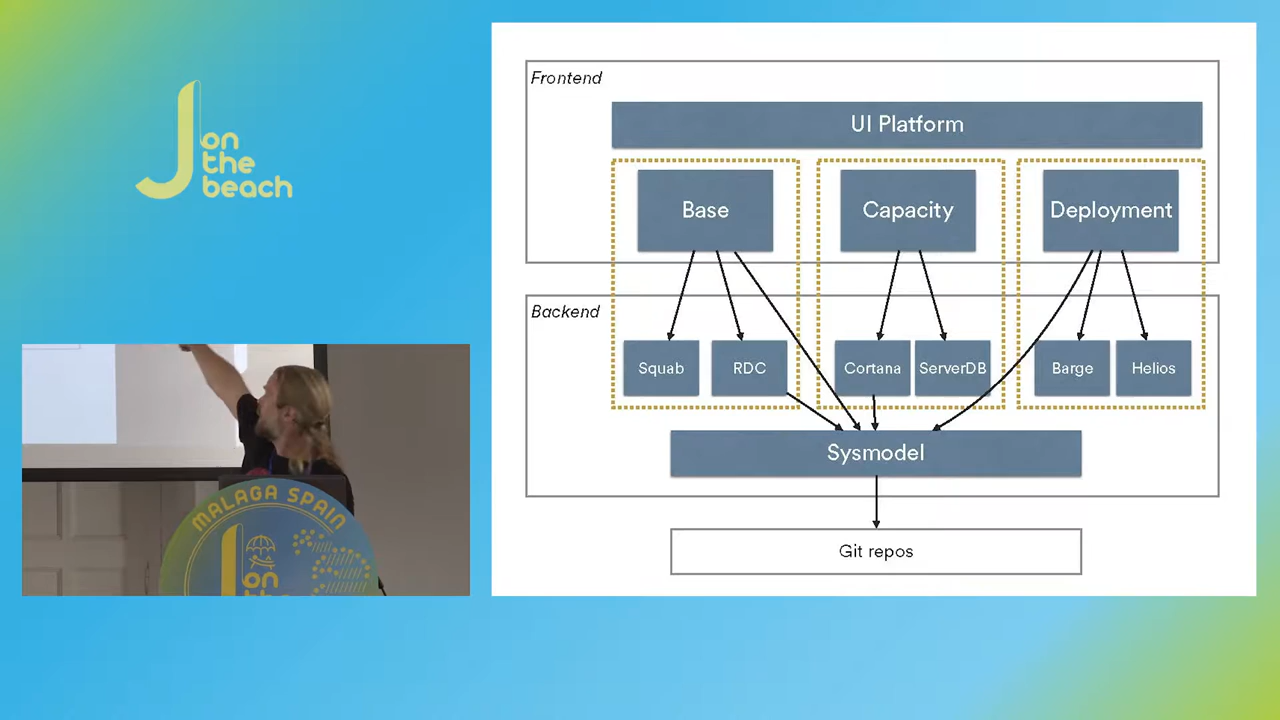 J on
the
beach
Frontend
UI Platform
Base
Capacity
Deployment
Backend
Squab
RDC
Cortana
ServerDB
Barge
Helios
Sysmodel
Git repos
MALAGA SPAIN
J on